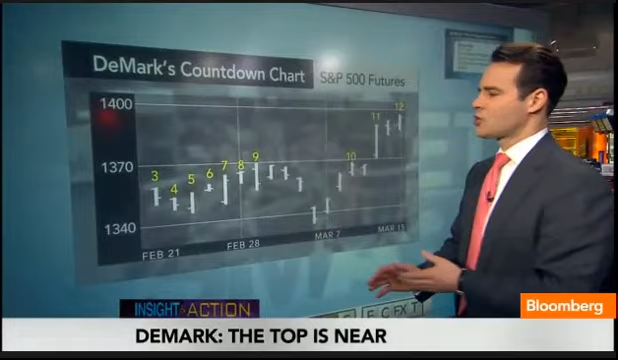 DeMark's Countdown Chart
S&P 500 Futures
1400
1370
1340
3
4
5
6
7
8
9
10
11
12
FEB 21
FEB 28
MAR 7
MAR 15
Bloomberg
INSIGHT & ACTION
DEMARK: THE TOP IS NEAR